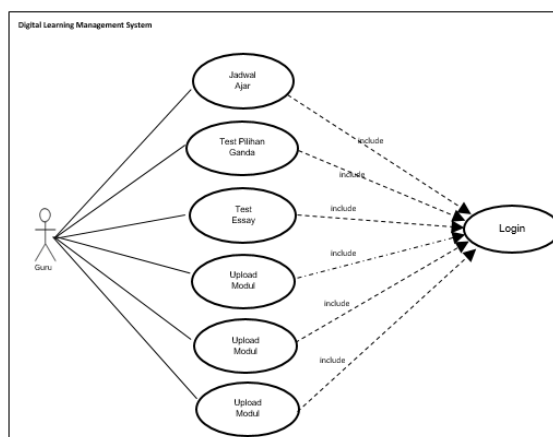 Digital Learning Management System
Jadwal
Ajar
include
Test Pilihan
Ganda
include
Test
Essay
include
Login
Guru
Upload
Modul
include
Upload
Modul
include
Upload
Modul
include